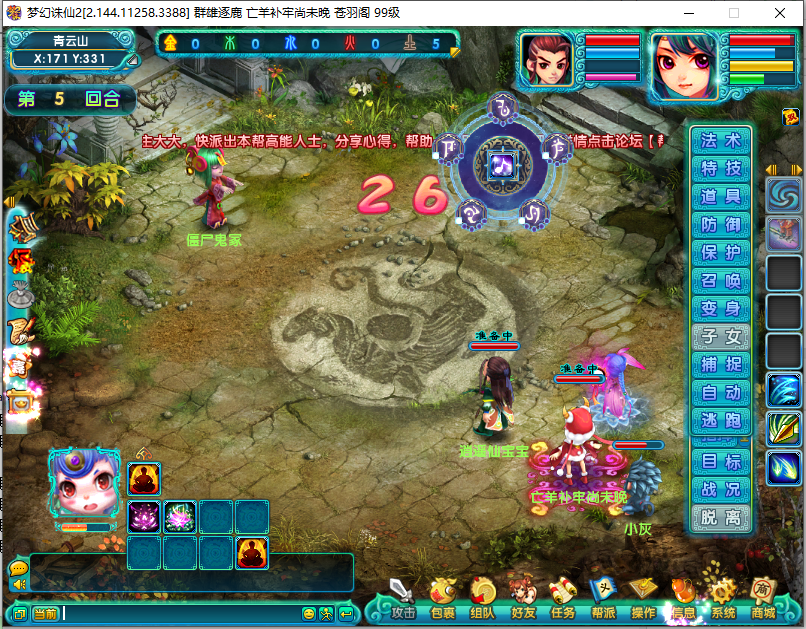 梦幻诛仙2[2.144.11258.3388] 群雄逐鹿 亡羊补牢尚未晚 苍羽阁 99级
青云山
X:171 Y:331
金 0 木 0 水 0 火 0 土 5
第 5 回合
主大大，快派出本帮高能人士，分享心得，帮助
情点击论坛【
26
僵尸鬼冢
准备中
准备中
逍遥仙宝宝
亡羊补牢尚未晚
小灰
法术
特技
道具
防御
保护
召唤
变身
子女
捕捉
自动
逃跑
目标
战况
脱离
当前
攻击 包裹 组队 好友 任务 帮派 操作 信息 系统 商城